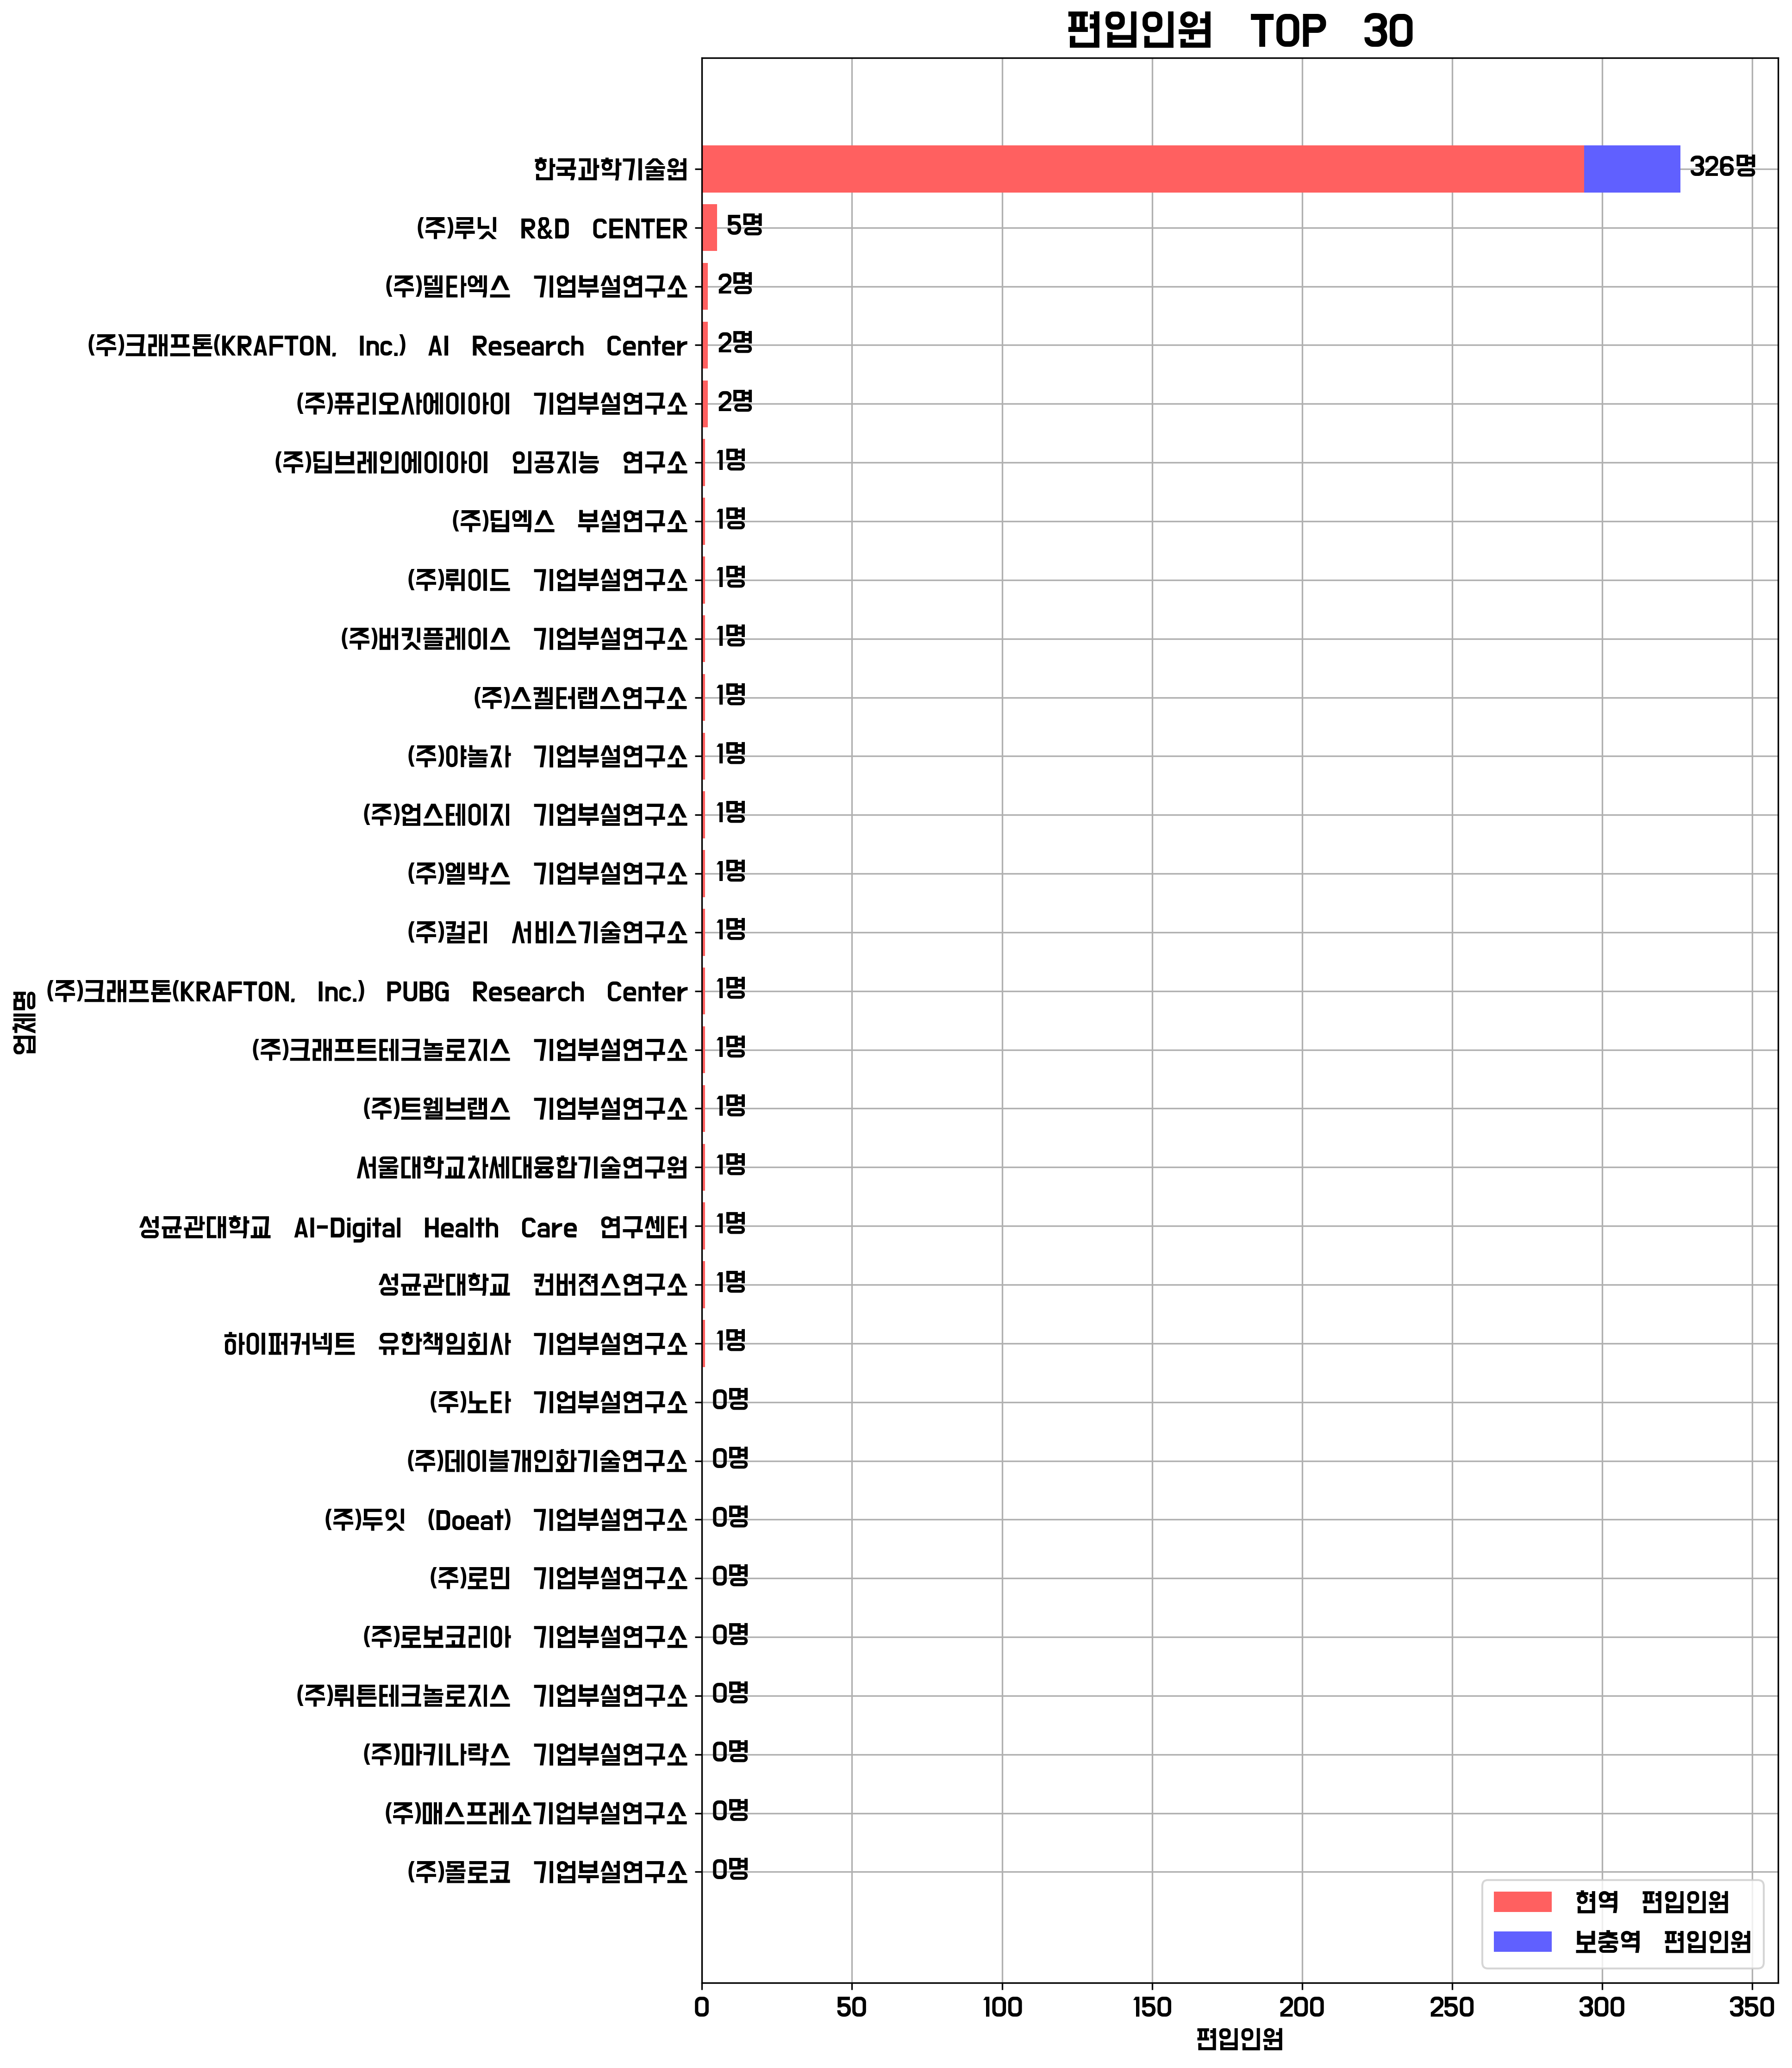 편입인원 TOP 30
한국과학기술원 326명
(주)루닛 R&D CENTER 5명
(주)델타엑스 기업부설연구소 2명
(주)크래프톤(KRAFTON, Inc.) AI Research Center 2명
(주)퓨리오사에이아이 기업부설연구소 2명
(주)딥브레인에이아이 인공지능 연구소 1명
(주)딥엑스 부설연구소 1명
(주)뤼이드 기업부설연구소 1명
(주)버킷플레이스 기업부설연구소 1명
(주)스켈터랩스연구소 1명
(주)야놀자 기업부설연구소 1명
(주)업스테이지 기업부설연구소 1명
(주)엘박스 기업부설연구소 1명
(주)컬리 서비스기술연구소 1명
(주)크래프톤(KRAFTON, Inc.) PUBG Research Center 1명
(주)크래프트테크놀로지스 기업부설연구소 1명
(주)트웰브랩스 기업부설연구소 1명
서울대학교차세대융합기술연구원 1명
성균관대학교 AI-Digital Health Care 연구센터 1명
성균관대학교 컨버젼스연구소 1명
하이퍼커넥트 유한책임회사 기업부설연구소 1명
(주)노타 기업부설연구소 0명
(주)데이블개인화기술연구소 0명
(주)두잇 (Doeat) 기업부설연구소 0명
(주)로민 기업부설연구소 0명
(주)로보코리아 기업부설연구소 0명
(주)뤼튼테크놀로지스 기업부설연구소 0명
(주)마키나락스 기업부설연구소 0명
(주)매스프레소기업부설연구소 0명
(주)몰로코 기업부설연구소 0명
업체명
현역 편입인원
보충역 편입인원
0 50 100 150 200 250 300 350
편입인원